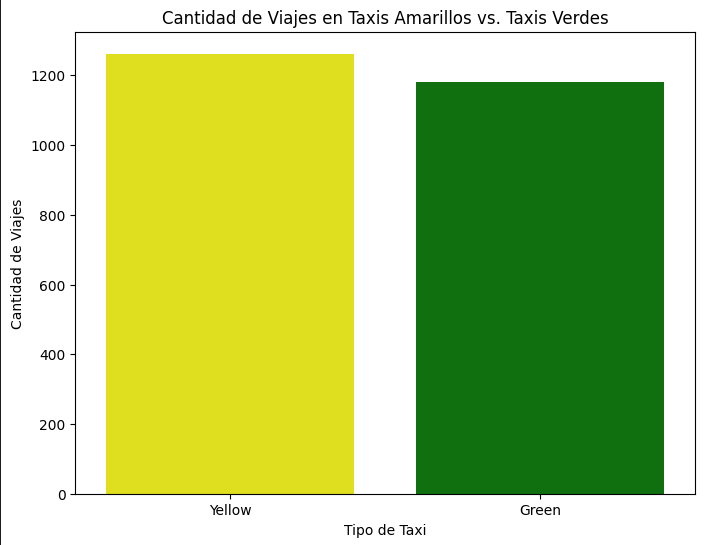 Cantidad de Viajes en Taxis Amarillos vs. Taxis Verdes
1200
1000
800
600
400
200
0
Cantidad de Viajes
Yellow
Green
Tipo de Taxi